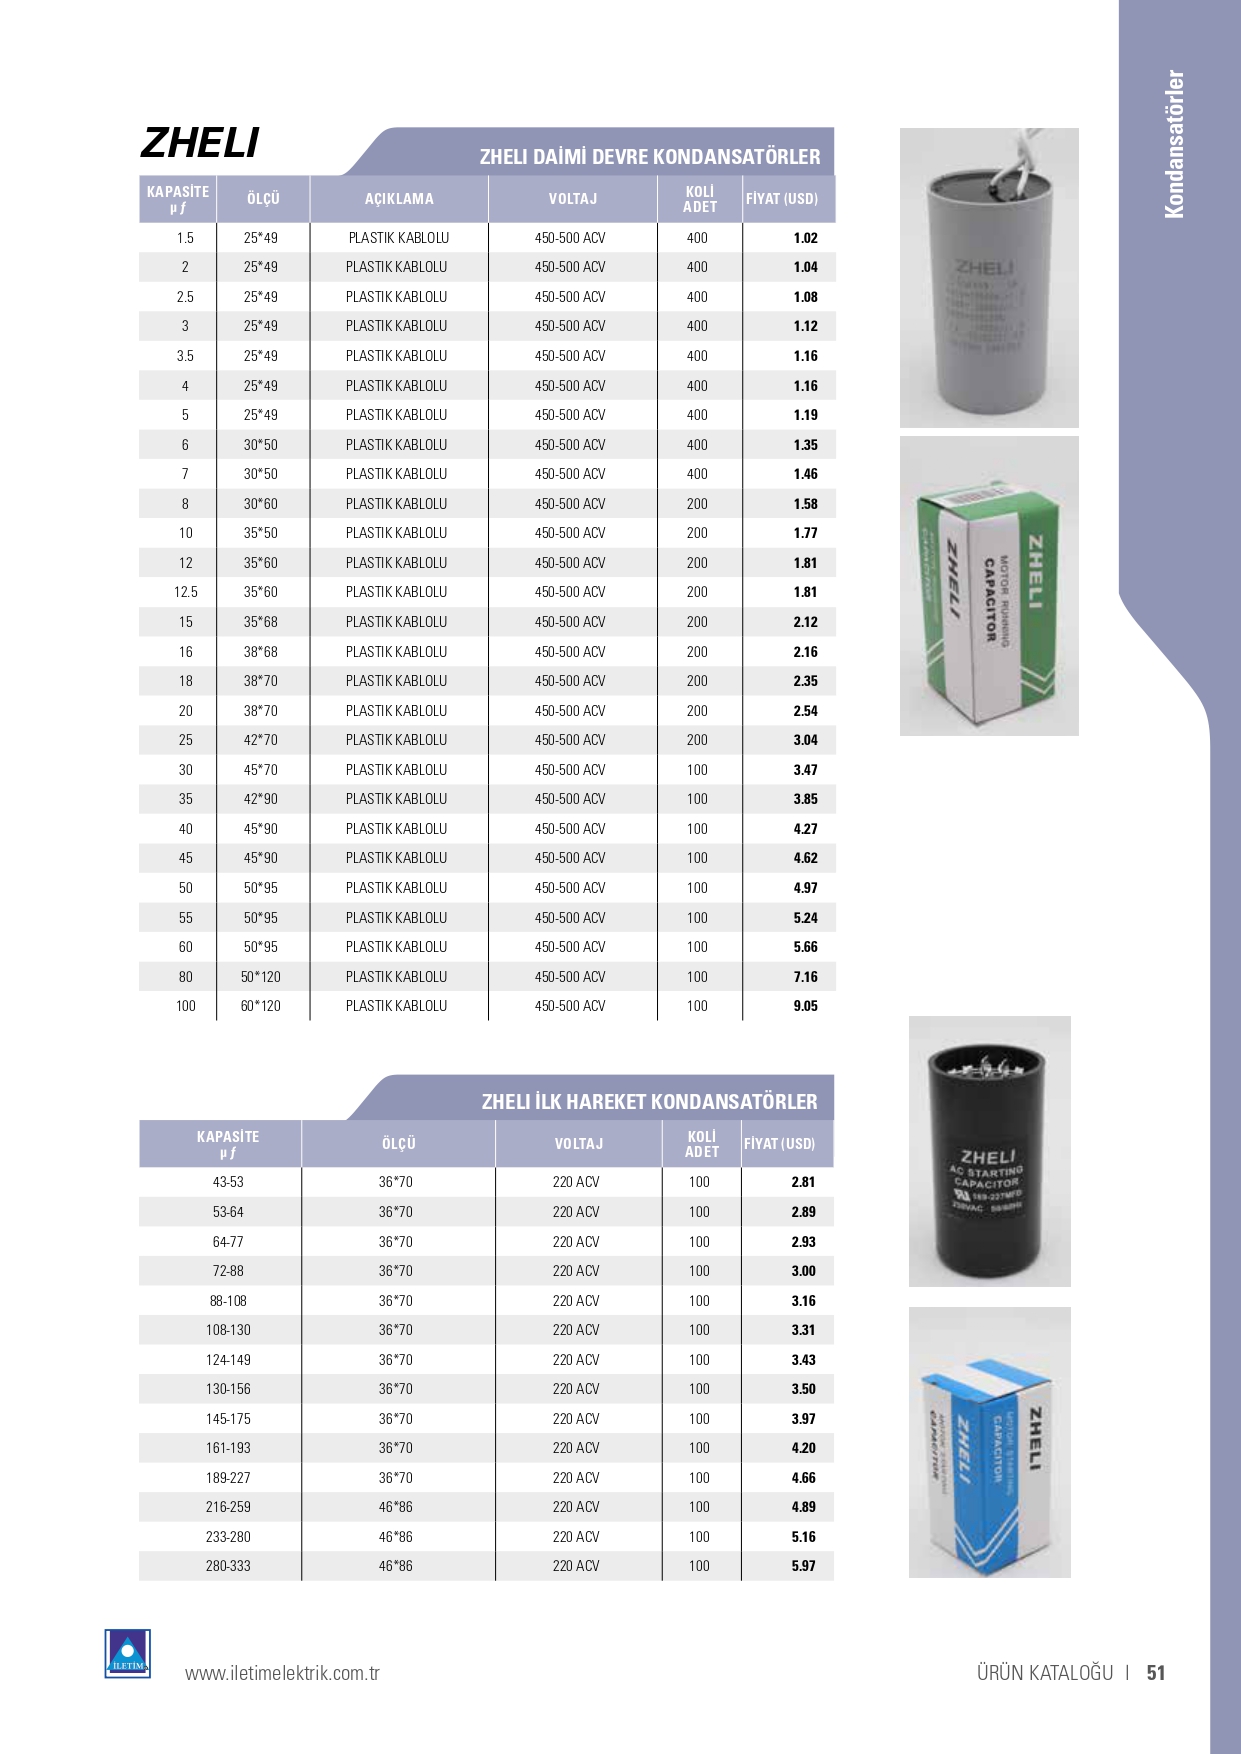 Kondansatörler
ZHELI
ZHELI DAİMİ DEVRE KONDANSATÖRLER
KAPASİTE µ ƒ ÖLÇÜ AÇIKLAMA VOLTAJ KOLİ ADET FİYAT (USD)
1.5 25*49 PLASTIK KABLOLU 450-500 ACV 400 1.02
2 25*49 PLASTIK KABLOLU 450-500 ACV 400 1.04
2.5 25*49 PLASTIK KABLOLU 450-500 ACV 400 1.08
3 25*49 PLASTIK KABLOLU 450-500 ACV 400 1.12
3.5 25*49 PLASTIK KABLOLU 450-500 ACV 400 1.16
4 25*49 PLASTIK KABLOLU 450-500 ACV 400 1.16
5 25*49 PLASTIK KABLOLU 450-500 ACV 400 1.19
6 30*50 PLASTIK KABLOLU 450-500 ACV 400 1.35
7 30*50 PLASTIK KABLOLU 450-500 ACV 400 1.46
8 30*60 PLASTIK KABLOLU 450-500 ACV 200 1.58
10 35*50 PLASTIK KABLOLU 450-500 ACV 200 1.77
12 35*60 PLASTIK KABLOLU 450-500 ACV 200 1.81
12.5 35*60 PLASTIK KABLOLU 450-500 ACV 200 1.81
15 35*68 PLASTIK KABLOLU 450-500 ACV 200 2.12
16 38*68 PLASTIK KABLOLU 450-500 ACV 200 2.16
18 38*70 PLASTIK KABLOLU 450-500 ACV 200 2.35
20 38*70 PLASTIK KABLOLU 450-500 ACV 200 2.54
25 42*70 PLASTIK KABLOLU 450-500 ACV 200 3.04
30 45*70 PLASTIK KABLOLU 450-500 ACV 100 3.47
35 42*90 PLASTIK KABLOLU 450-500 ACV 100 3.85
40 45*90 PLASTIK KABLOLU 450-500 ACV 100 4.27
45 45*90 PLASTIK KABLOLU 450-500 ACV 100 4.62
50 50*95 PLASTIK KABLOLU 450-500 ACV 100 4.97
55 50*95 PLASTIK KABLOLU 450-500 ACV 100 5.24
60 50*95 PLASTIK KABLOLU 450-500 ACV 100 5.66
80 50*120 PLASTIK KABLOLU 450-500 ACV 100 7.16
100 60*120 PLASTIK KABLOLU 450-500 ACV 100 9.05
ZHELI
ZHELI
MOTOR RUNNING
CAPACITOR
ZHELI
ZHELI İLK HAREKET KONDANSATÖRLER
KAPASİTE µ ƒ ÖLÇÜ VOLTAJ KOLİ ADET FİYAT (USD)
43-53 36*70 220 ACV 100 2.81
53-64 36*70 220 ACV 100 2.89
64-77 36*70 220 ACV 100 2.93
72-88 36*70 220 ACV 100 3.00
88-108 36*70 220 ACV 100 3.16
108-130 36*70 220 ACV 100 3.31
124-149 36*70 220 ACV 100 3.43
130-156 36*70 220 ACV 100 3.50
145-175 36*70 220 ACV 100 3.97
161-193 36*70 220 ACV 100 4.20
189-227 36*70 220 ACV 100 4.66
216-259 46*86 220 ACV 100 4.89
233-280 46*86 220 ACV 100 5.16
280-333 46*86 220 ACV 100 5.97
ZHELI
AC STARTING
CAPACITOR
189-227MFD
ZHELI
MOTOR STARTING
CAPACITOR
ZHELI
CAPACITOR
İLETİM
www.iletimelektrik.com.tr
ÜRÜN KATALOĞU | 51